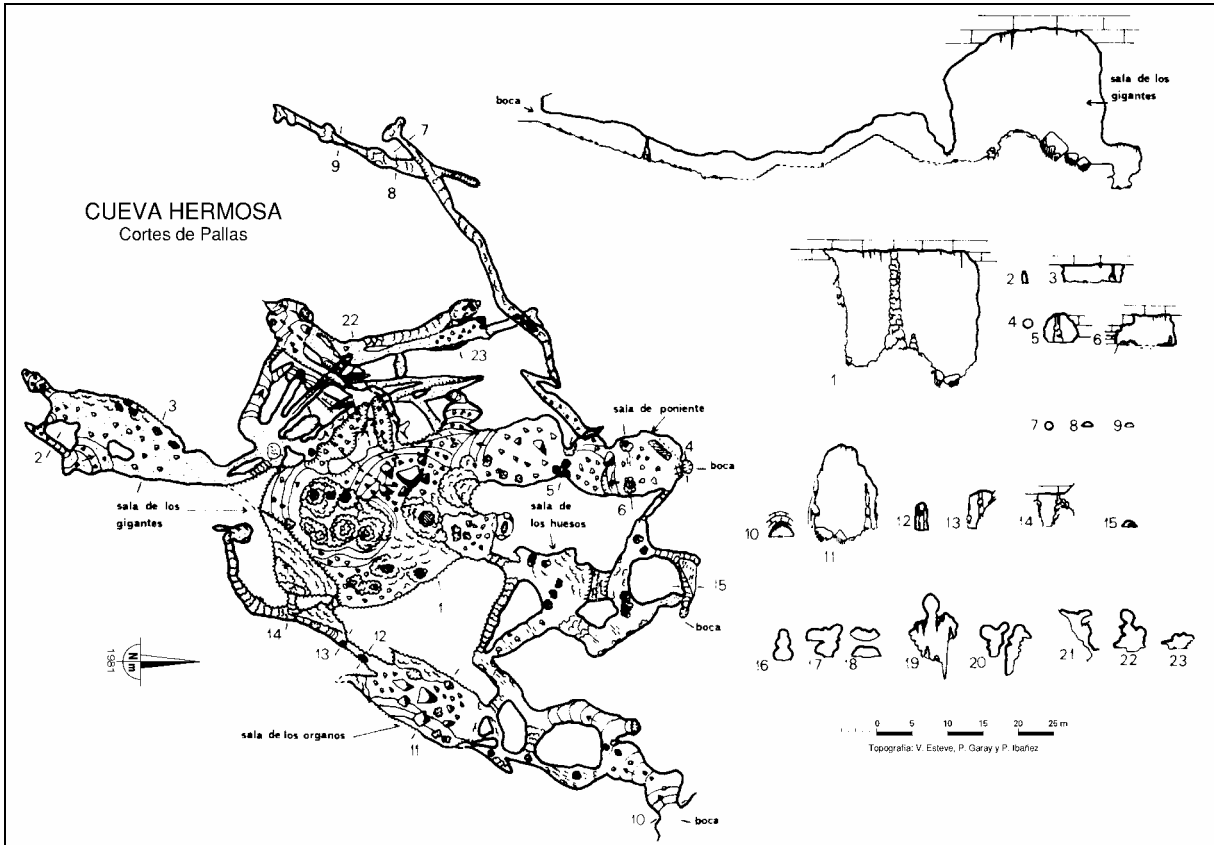 CUEVA HERMOSA
Cortes de Pallas
boca
sala de los
gigantes
7
9
8
22
23
3
2
sala de poniente
4
boca
5
6
sala de los
gigantes
sala de
los huesos
1
15
boca
14
13
12
11
sala de los organos
10
boca
Nm
1981
1
2
3
4
5
6
7
8
9
10
11
12
13
14
15
16
17
18
19
20
21
22
23
0 5 10 15 20 25 m
Topografia: V. Esteve, P. Garay y P. Ibañez